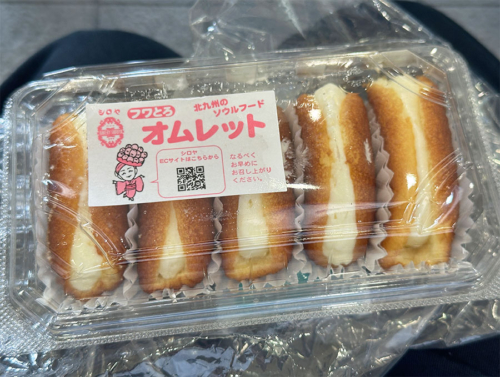 シロヤ
フワとろ
北九州の
ソウルフード
オムレット
シロヤ
ECサイトはこちらから
なるべく
お早めに
お召し上がり
ください。